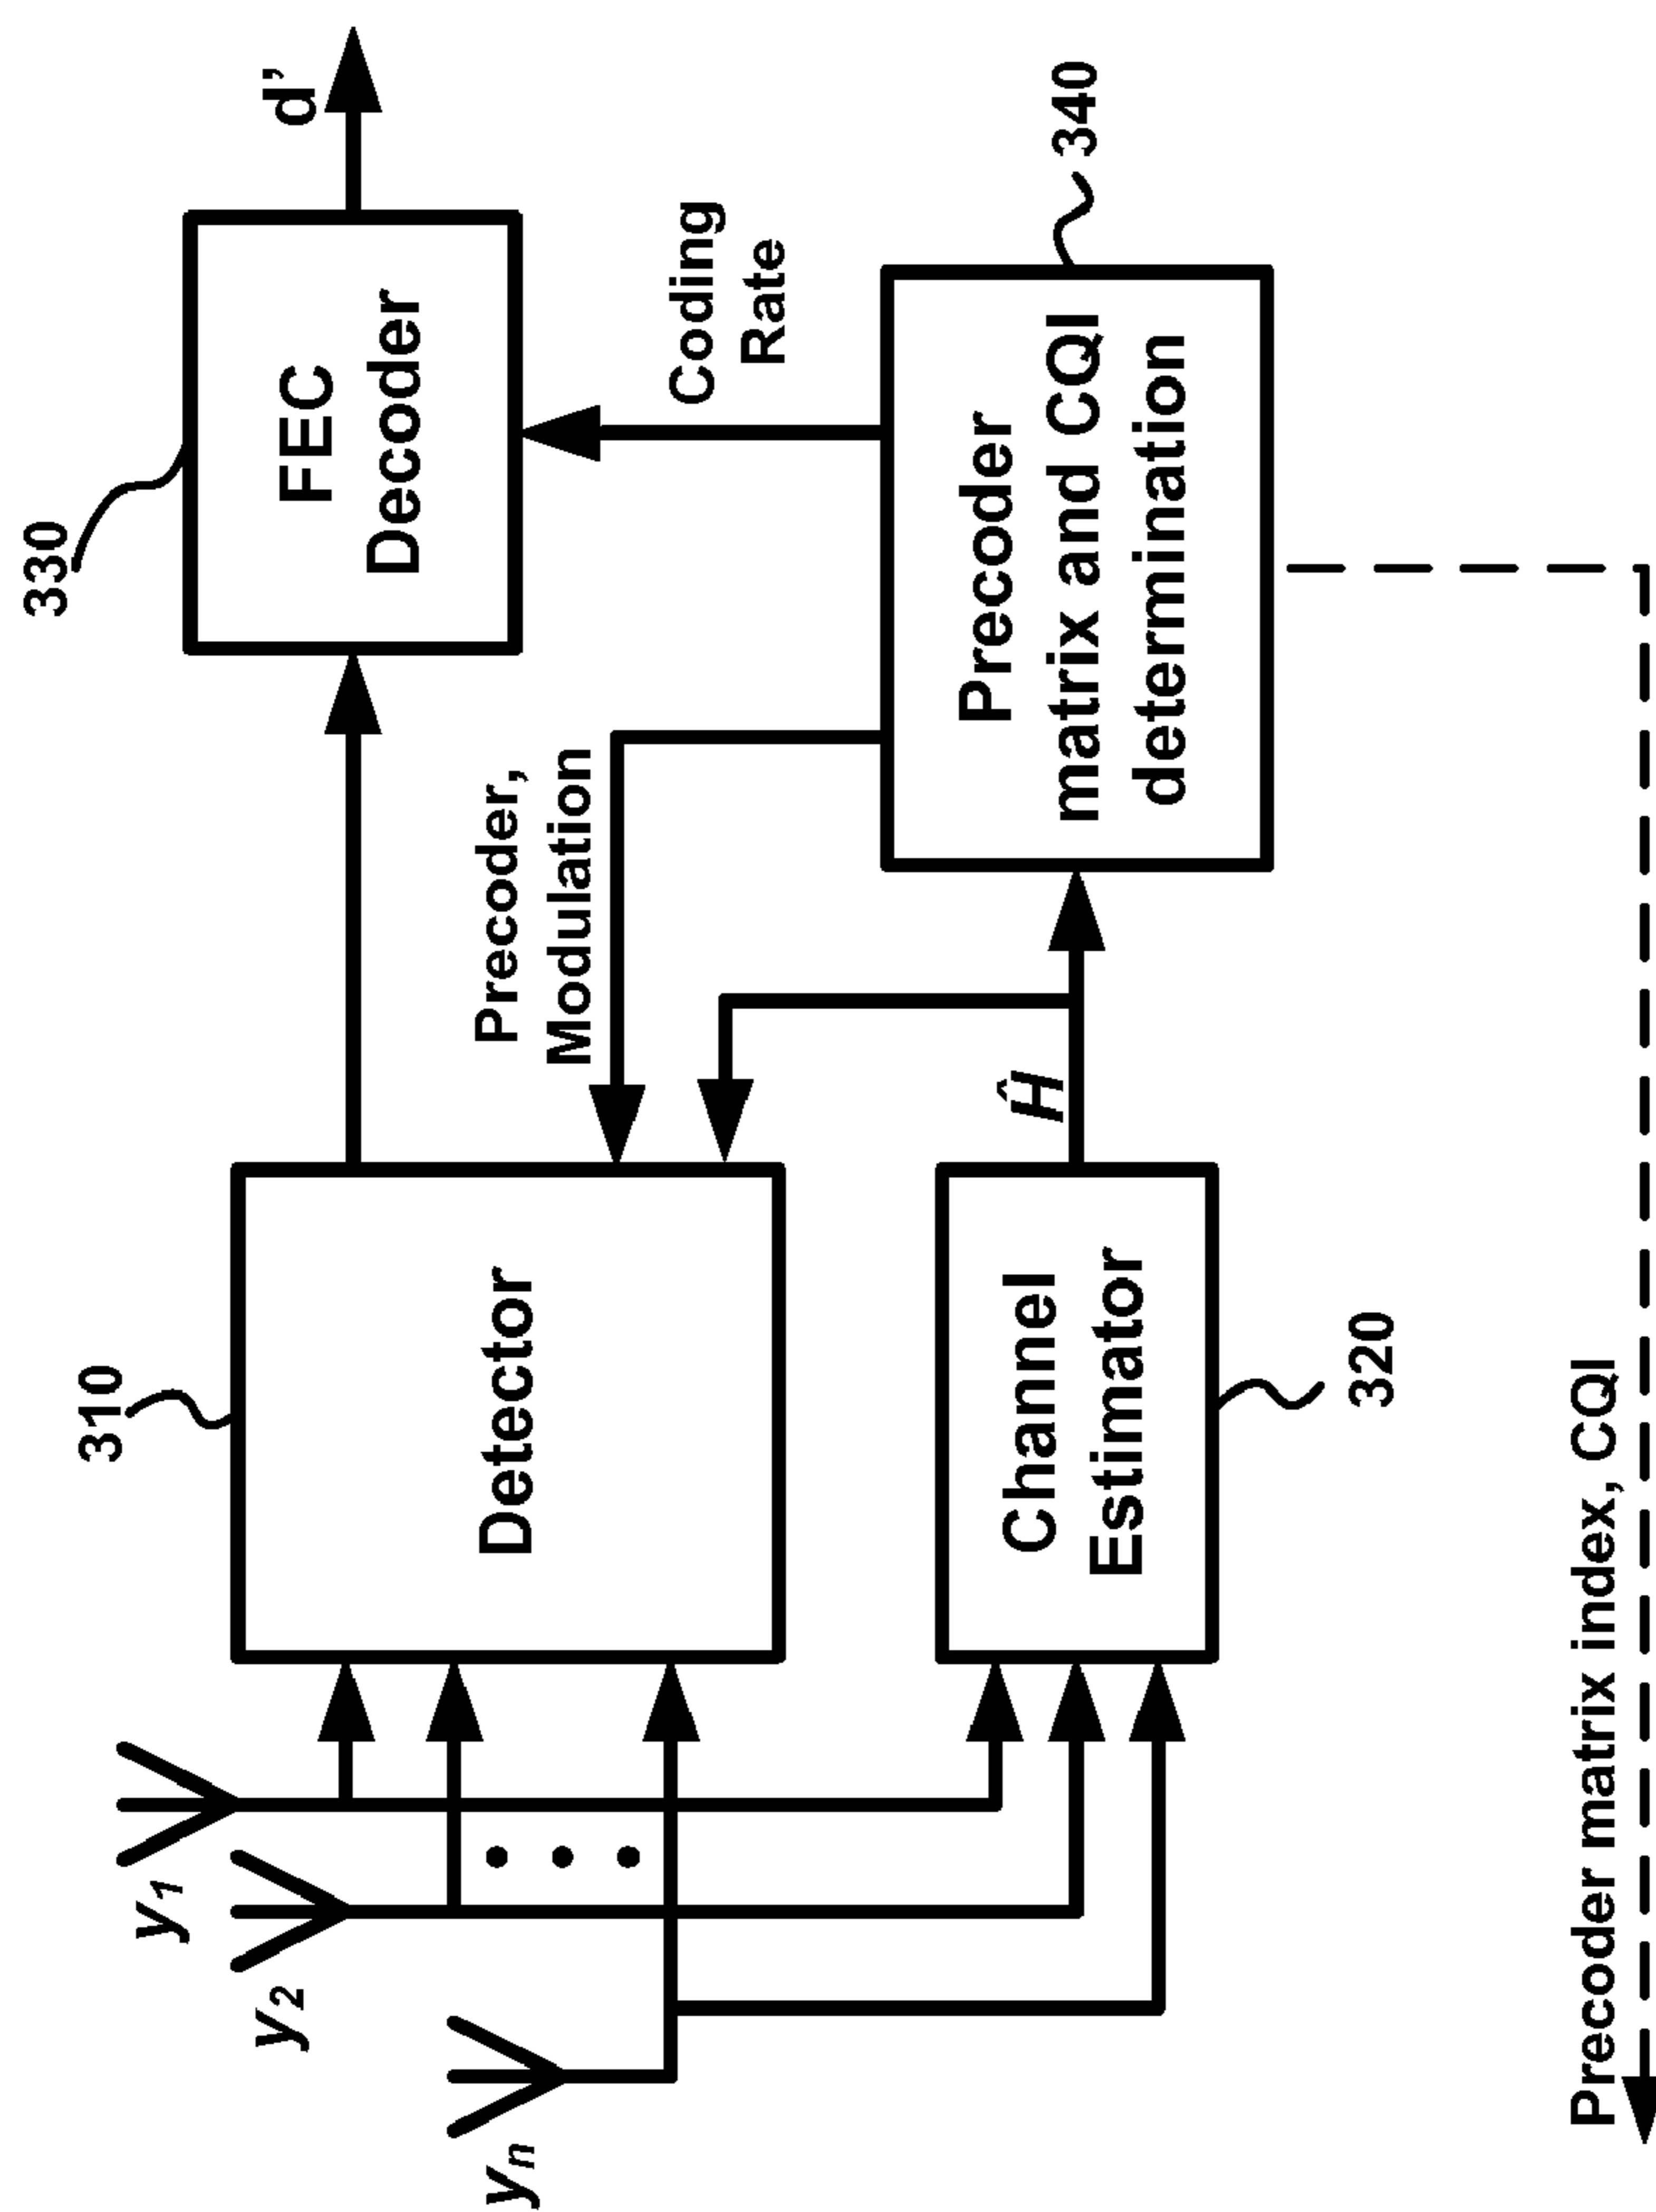 y1
y2
yn
310
Detector
Precoder,
Modulation
330
FEC
Decoder
d’
Coding
Rate
Channel
Estimator
320
Ĥ
Precoder
matrix and CQI
determination
340
Precoder matrix index, CQI